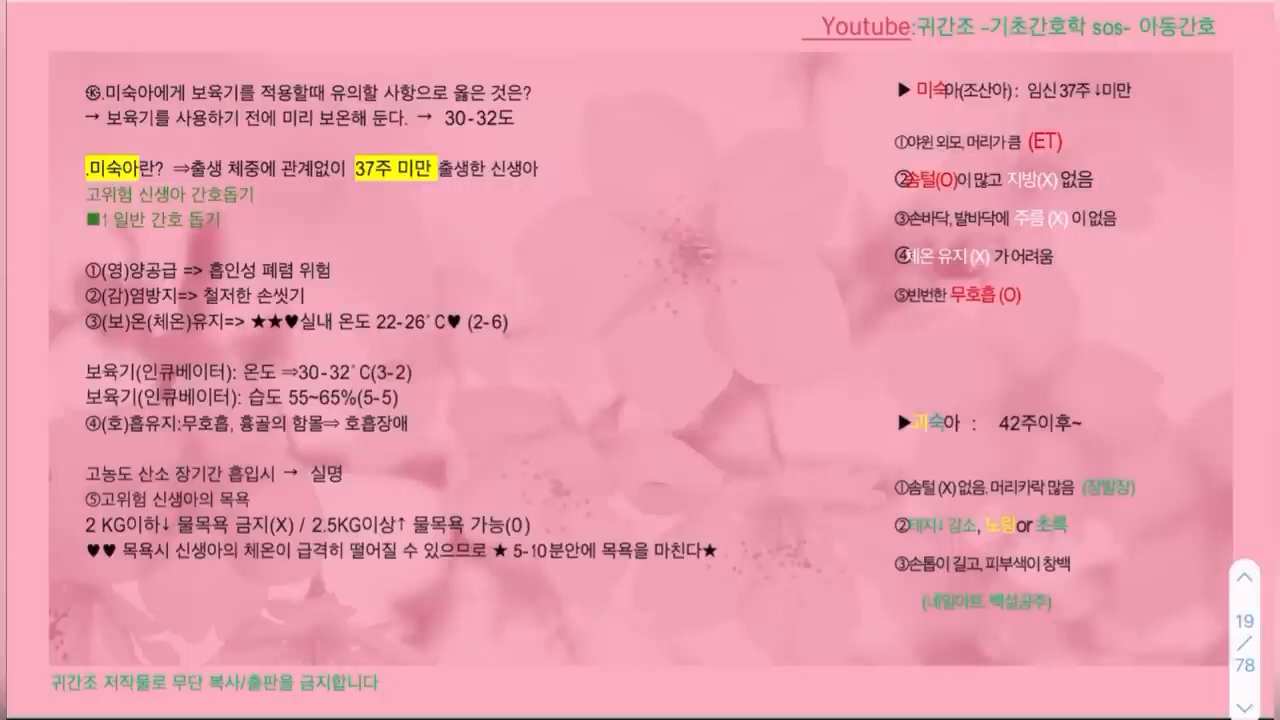 Youtube:귀간조 -기초간호학 sos- 아동간호
㉮.미숙아에게 보육기를 적용할때 유의할 사항으로 옳은 것은?
→ 보육기를 사용하기 전에 미리 보온해 둔다. → 30-32도
.미숙아란? ⇒출생 체중에 관계없이 37주 미만 출생한 신생아
고위험 신생아 간호돕기
■1 일반 간호 돕기
①(영)양공급 => 흡인성 폐렴 위험
②(감)염방지=> 철저한 손씻기
③(보)온(체온)유지=> ★★♥실내 온도 22-26˚C♥ (2-6)
보육기(인큐베이터): 온도 ⇒30-32˚C(3-2)
보육기(인큐베이터): 습도 55~65%(5-5)
④(호)흡유지:무호흡, 흉골의 함몰⇒ 호흡장애
고농도 산소 장기간 흡입시 → 실명
⑤고위험 신생아의 목욕
2 KG이하↓ 물목욕 금지(X) / 2.5KG이상↑ 물목욕 가능(0)
♥♥ 목욕시 신생아의 체온이 급격히 떨어질 수 있으므로 ★ 5-10분안에 목욕을 마친다★
▶ 미숙아(조산아) : 임신 37주 ↓미만
①야윈 외모, 머리가 큼 (ET)
②솜털(O)이 많고 지방(X) 없음
③손바닥, 발바닥에 주름 (X) 이 없음
④체온 유지 (X) 가 어려움
⑤빈번한 무호흡 (O)
▶과숙아 : 42주이후~
①솜털 (X) 없음. 머리카락 많음 (장발장)
②태지↓ 감소, 노랑or 초록
③손톱이 길고, 피부색이 창백
(네일아트. 백설공주)
19
/
78
귀간조 저작물로 무단 복사/출판을 금지합니다